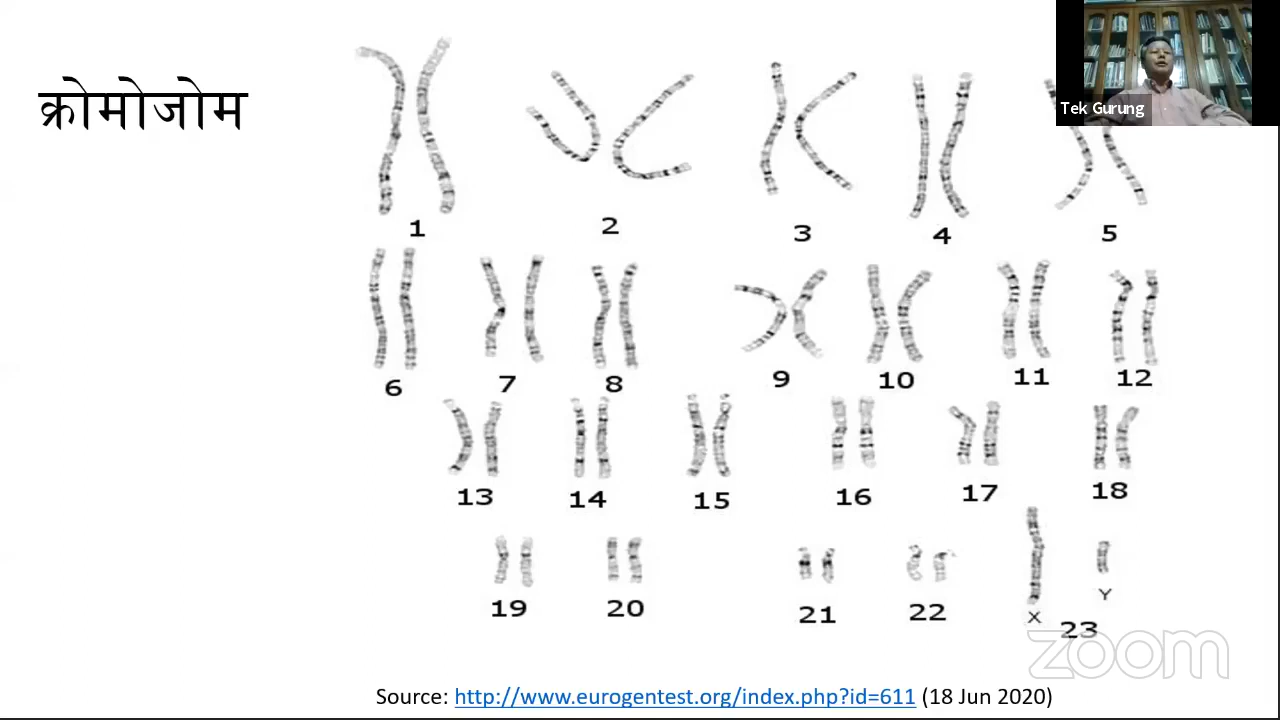 क्रोमोजोम
Tek Gurung
1 2 3 4 5
6 7 8 9 10 11 12
13 14 15 16 17 18
19 20 21 22 X Y 23
zoom
Source: http://www.eurogentest.org/index.php?id=611 (18 Jun 2020)